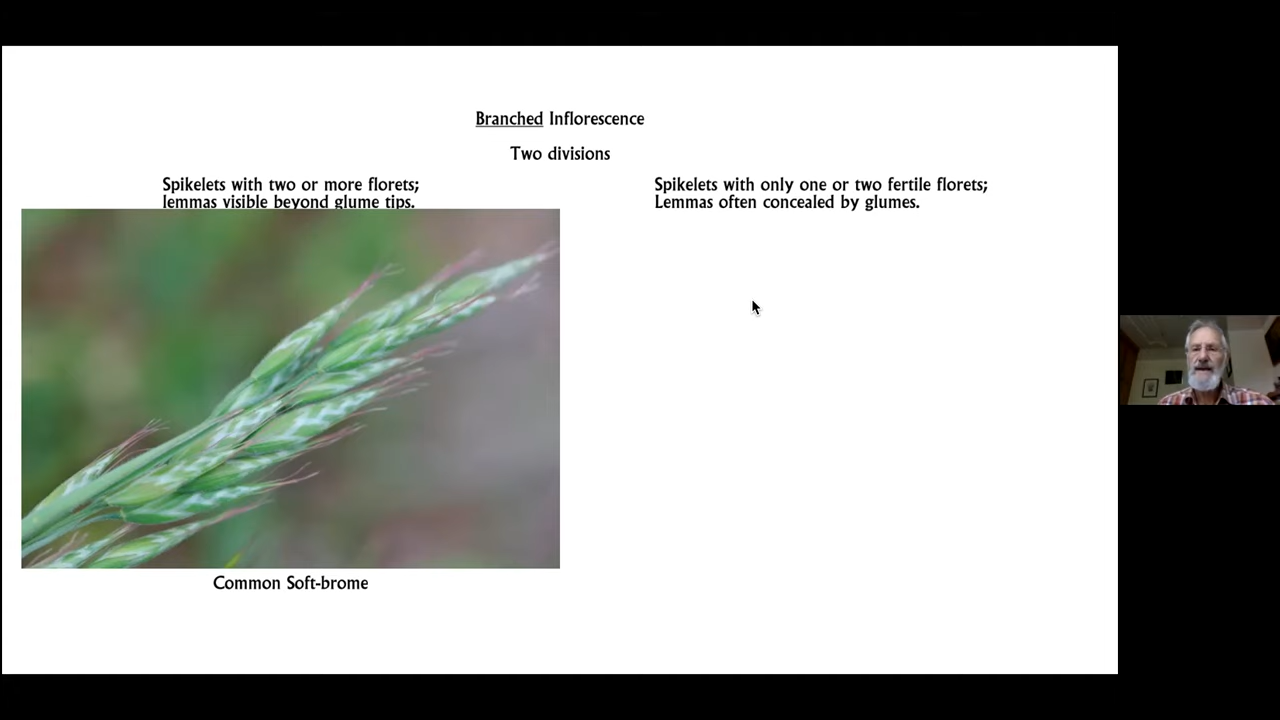 Branched Inflorescence
Two divisions
Spikelets with two or more florets;
lemmas visible beyond glume tips.
Spikelets with only one or two fertile florets;
Lemmas often concealed by glumes.
Common Soft-brome